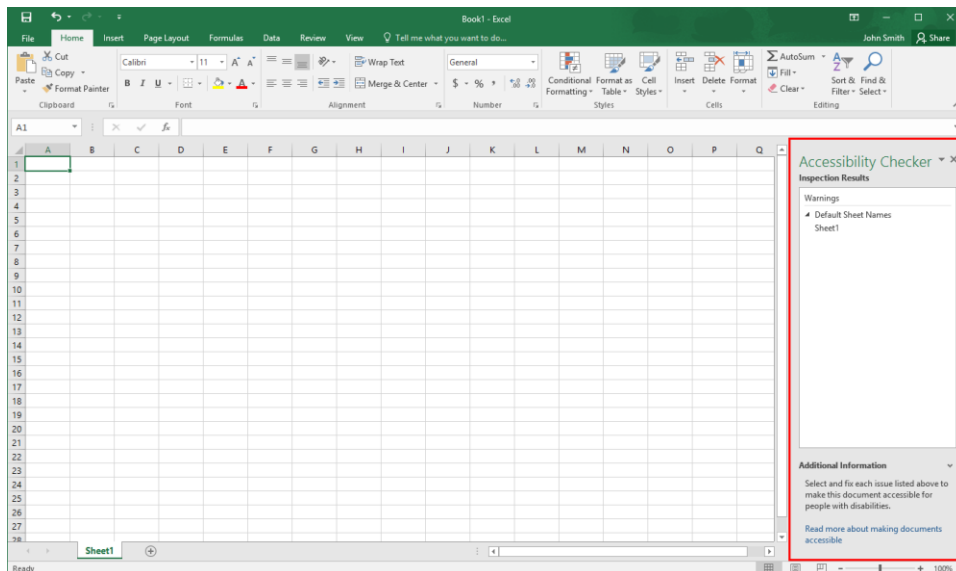 Book1 - Excel
File Home Insert Page Layout Formulas Data Review View Tell me what you want to do... John Smith Share
Paste
Cut
Copy
Format Painter
Clipboard
Calibri 11 A A
B I U A
Font
Wrap Text
Merge & Center
Alignment
General
$ % ,
Number
Conditional Formatting
Format as Table
Cell Styles
Styles
Insert Delete Format
Cells
AutoSum
Fill
Clear
Sort & Filter
Find & Select
Editing
A1 fx
A B C D E F G H I J K L M N O P Q
1
2
3
4
5
6
7
8
9
10
11
12
13
14
15
16
17
18
19
20
21
22
23
24
25
26
27
28
Accessibility Checker
Inspection Results
Warnings
Default Sheet Names
Sheet1
Additional Information
Select and fix each issue listed above to
make this document accessible for
people with disabilities.
Read more about making documents
accessible
Sheet1
Ready 100%